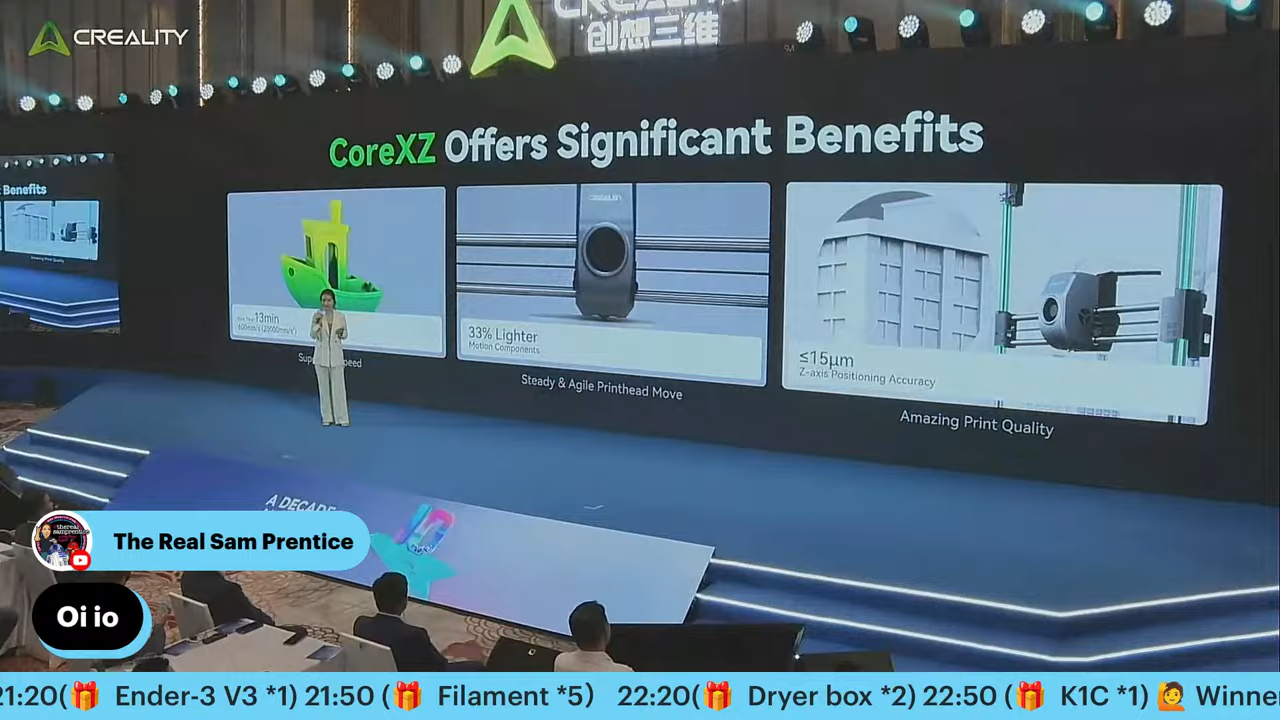 CREALITY
CREALITY
创想三维
CoreXZ Offers Significant Benefits
Benefits
13min
33% Lighter
Motion Components
≤15μm
Z-axis Positioning Accuracy
Steady & Agile Printhead Move
Amazing Print Quality
A DECADE
The Real Sam Prentice
Oi io
21:20(🎁 Ender-3 V3 *1) 21:50 (🎁 Filament *5） 22:20(🎁 Dryer box *2) 22:50 (🎁 K1C *1) 🙋 Winne